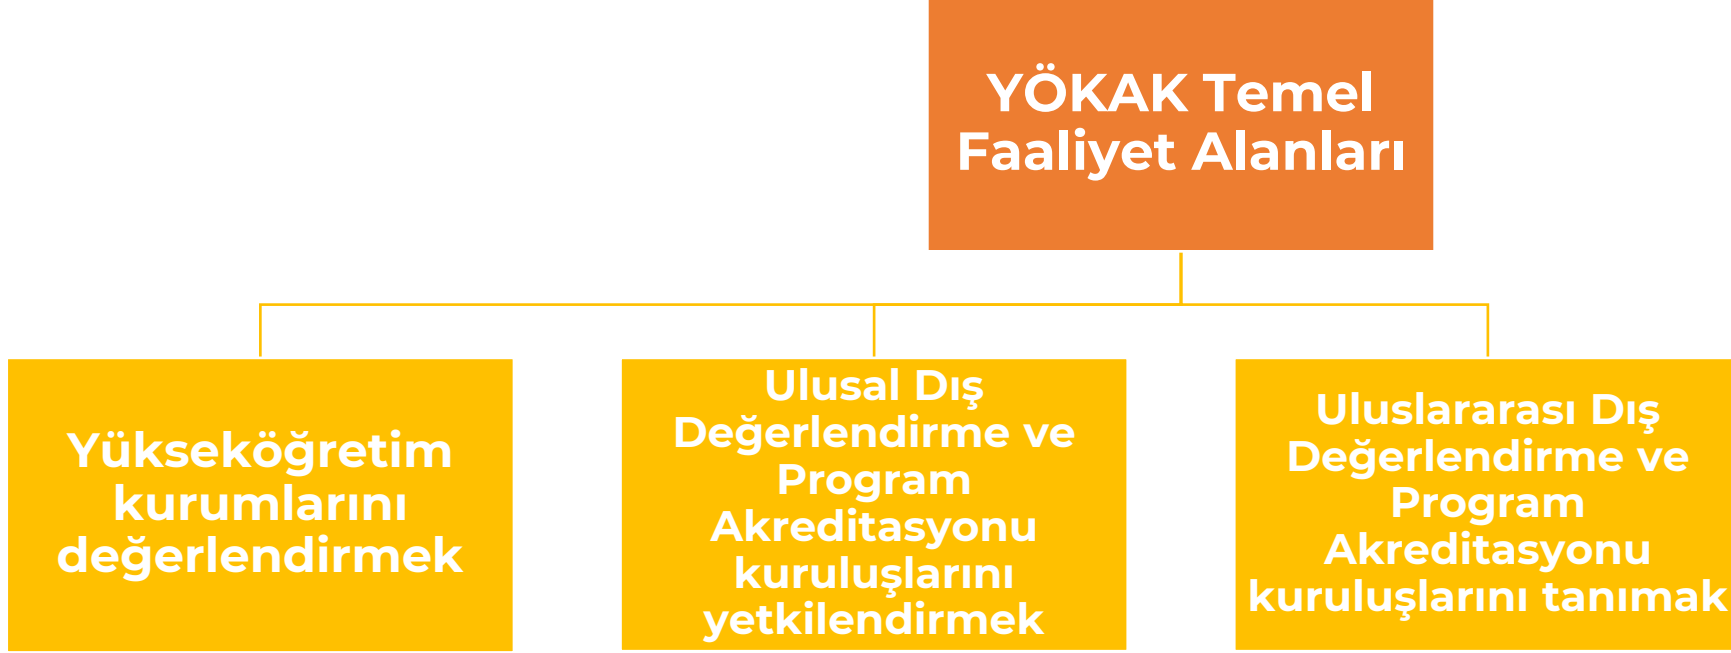 YÖKAK Temel
Faaliyet Alanları
Yükseköğretim
kurumlarını
değerlendirmek
Ulusal Dış
Değerlendirme ve
Program
Akreditasyonu
kuruluşlarını
yetkilendirmek
Uluslararası Dış
Değerlendirme ve
Program
Akreditasyonu
kuruluşlarını tanımak